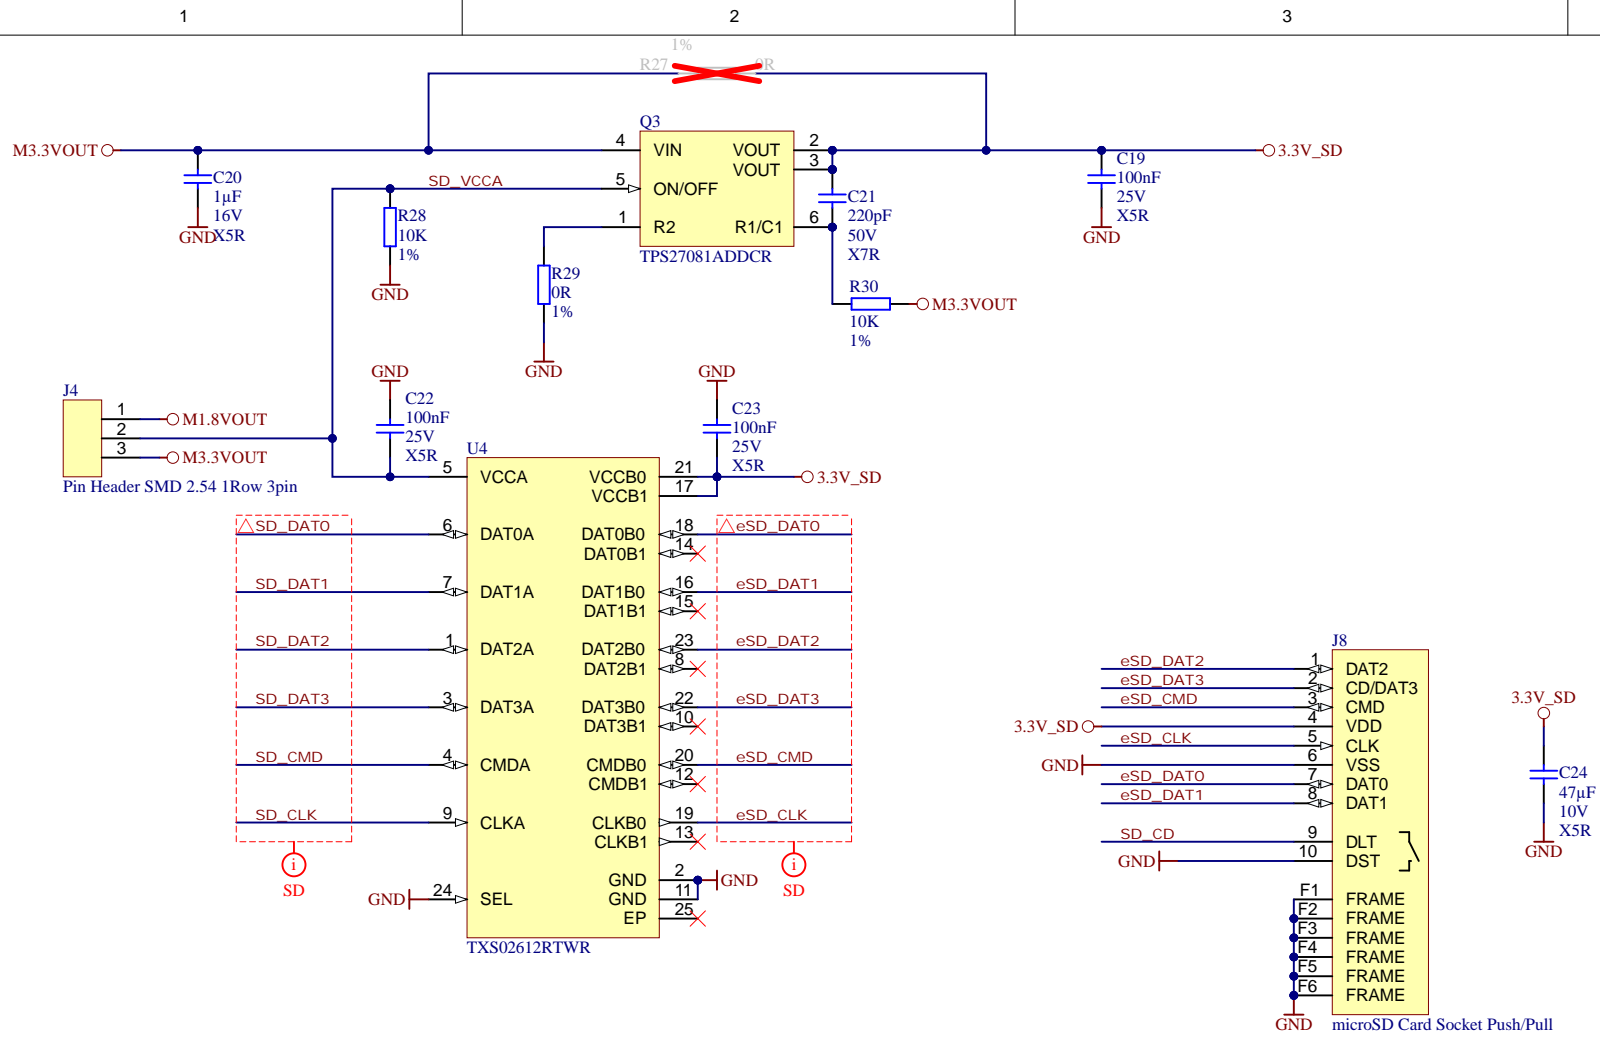 1 2 3
1%
R27 0R
Q3
M3.3VOUT 4 VIN VOUT 2 3.3V_SD
VOUT 3
SD_VCCA 5 ON/OFF
1 R2 R1/C1 6
TPS27081ADDCR
C20
1µF
16V
X5R
GND
R28
10K
1%
GND
R29
0R
1%
GND
C21
220pF
50V
X7R
R30
10K
1%
M3.3VOUT
C19
100nF
25V
X5R
GND
J4
1 M1.8VOUT
2
3 M3.3VOUT
Pin Header SMD 2.54 1Row 3pin
GND
C22
100nF
25V
X5R
GND
C23
100nF
25V
X5R
U4
5 VCCA VCCB0 21 3.3V_SD
VCCB1 17
SD_DAT0 6 DAT0A DAT0B0 18 eSD_DAT0
DAT0B1 14
SD_DAT1 7 DAT1A DAT1B0 16 eSD_DAT1
DAT1B1 15
SD_DAT2 1 DAT2A DAT2B0 23 eSD_DAT2
DAT2B1 8
SD_DAT3 3 DAT3A DAT3B0 22 eSD_DAT3
DAT3B1 10
SD_CMD 4 CMDA CMDB0 20 eSD_CMD
CMDB1 12
SD_CLK 9 CLKA CLKB0 19 eSD_CLK
CLKB1 13
i
SD
i
SD
GND 2 GND
GND 24 SEL GND 11
EP 25
TXS02612RTWR
J8
eSD_DAT2 1 DAT2
eSD_DAT3 2 CD/DAT3
eSD_CMD 3 CMD
3.3V_SD 4 VDD
eSD_CLK 5 CLK
GND 6 VSS
eSD_DAT0 7 DAT0
eSD_DAT1 8 DAT1
SD_CD 9 DLT
GND 10 DST
F1 FRAME
F2 FRAME
F3 FRAME
F4 FRAME
F5 FRAME
F6 FRAME
GND
microSD Card Socket Push/Pull
3.3V_SD
C24
47µF
10V
X5R
GND